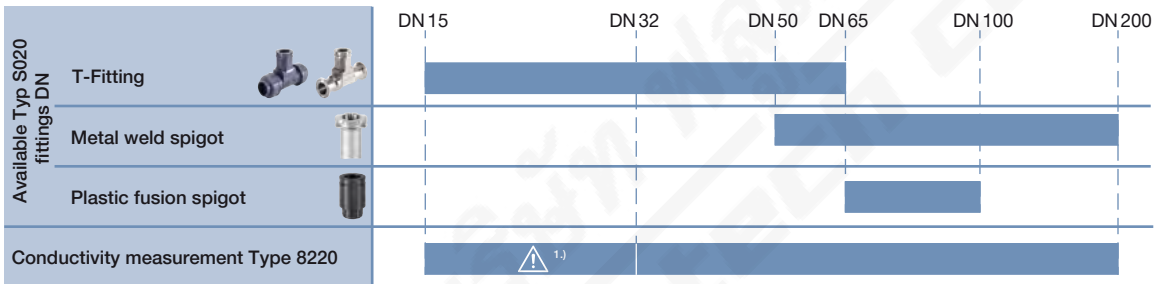 DN 15 DN 32 DN 50 DN 65 DN 100 DN 200
Available Typ S020
fittings DN
T-Fitting
Metal weld spigot
Plastic fusion spigot
Conductivity measurement Type 8220
1.)